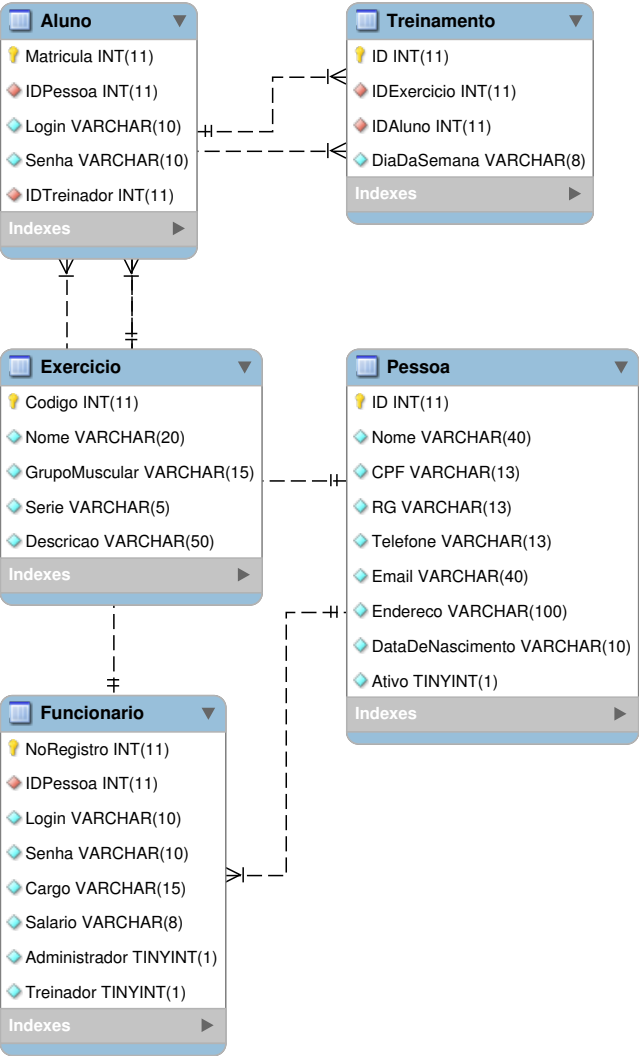 Aluno
Matricula INT(11)
IDPessoa INT(11)
Login VARCHAR(10)
Senha VARCHAR(10)
IDTreinador INT(11)
Indexes
Treinamento
ID INT(11)
IDExercicio INT(11)
IDAluno INT(11)
DiaDaSemana VARCHAR(8)
Indexes
Exercicio
Codigo INT(11)
Nome VARCHAR(20)
GrupoMuscular VARCHAR(15)
Serie VARCHAR(5)
Descricao VARCHAR(50)
Indexes
Pessoa
ID INT(11)
Nome VARCHAR(40)
CPF VARCHAR(13)
RG VARCHAR(13)
Telefone VARCHAR(13)
Email VARCHAR(40)
Endereco VARCHAR(100)
DataDeNascimento VARCHAR(10)
Ativo TINYINT(1)
Indexes
Funcionario
NoRegistro INT(11)
IDPessoa INT(11)
Login VARCHAR(10)
Senha VARCHAR(10)
Cargo VARCHAR(15)
Salario VARCHAR(8)
Administrador TINYINT(1)
Treinador TINYINT(1)
Indexes